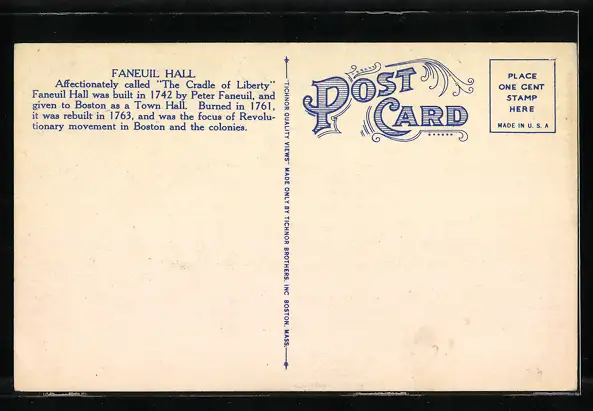 FANEUIL HALL
Affectionately called "The Cradle of Liberty"
Faneuil Hall was built in 1742 by Peter Faneuil, and
given to Boston as a Town Hall. Burned in 1761,
it was rebuilt in 1763, and was the focus of Revolu-
tionary movement in Boston and the colonies.
"TICHNOR QUALITY VIEWS" MADE ONLY BY TICHNOR BROTHERS, INC. BOSTON, MASS.
POST
CARD
PLACE
ONE CENT
STAMP
HERE
MADE IN U. S. A